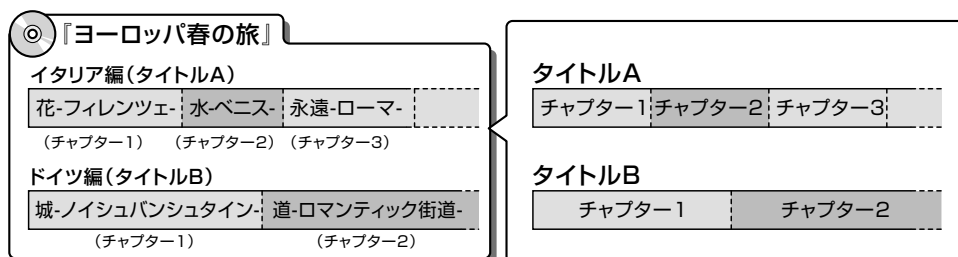 『ヨーロッパ春の旅』
イタリア編(タイトルA)
花-フィレンツェ- 水-ベニス- 永遠-ローマ-
(チャプター1) (チャプター2) (チャプター3)
ドイツ編(タイトルB)
城-ノイシュバンシュタイン- 道-ロマンティック街道-
(チャプター1) (チャプター2)
タイトルA
チャプター1 チャプター2 チャプター3
タイトルB
チャプター1 チャプター2